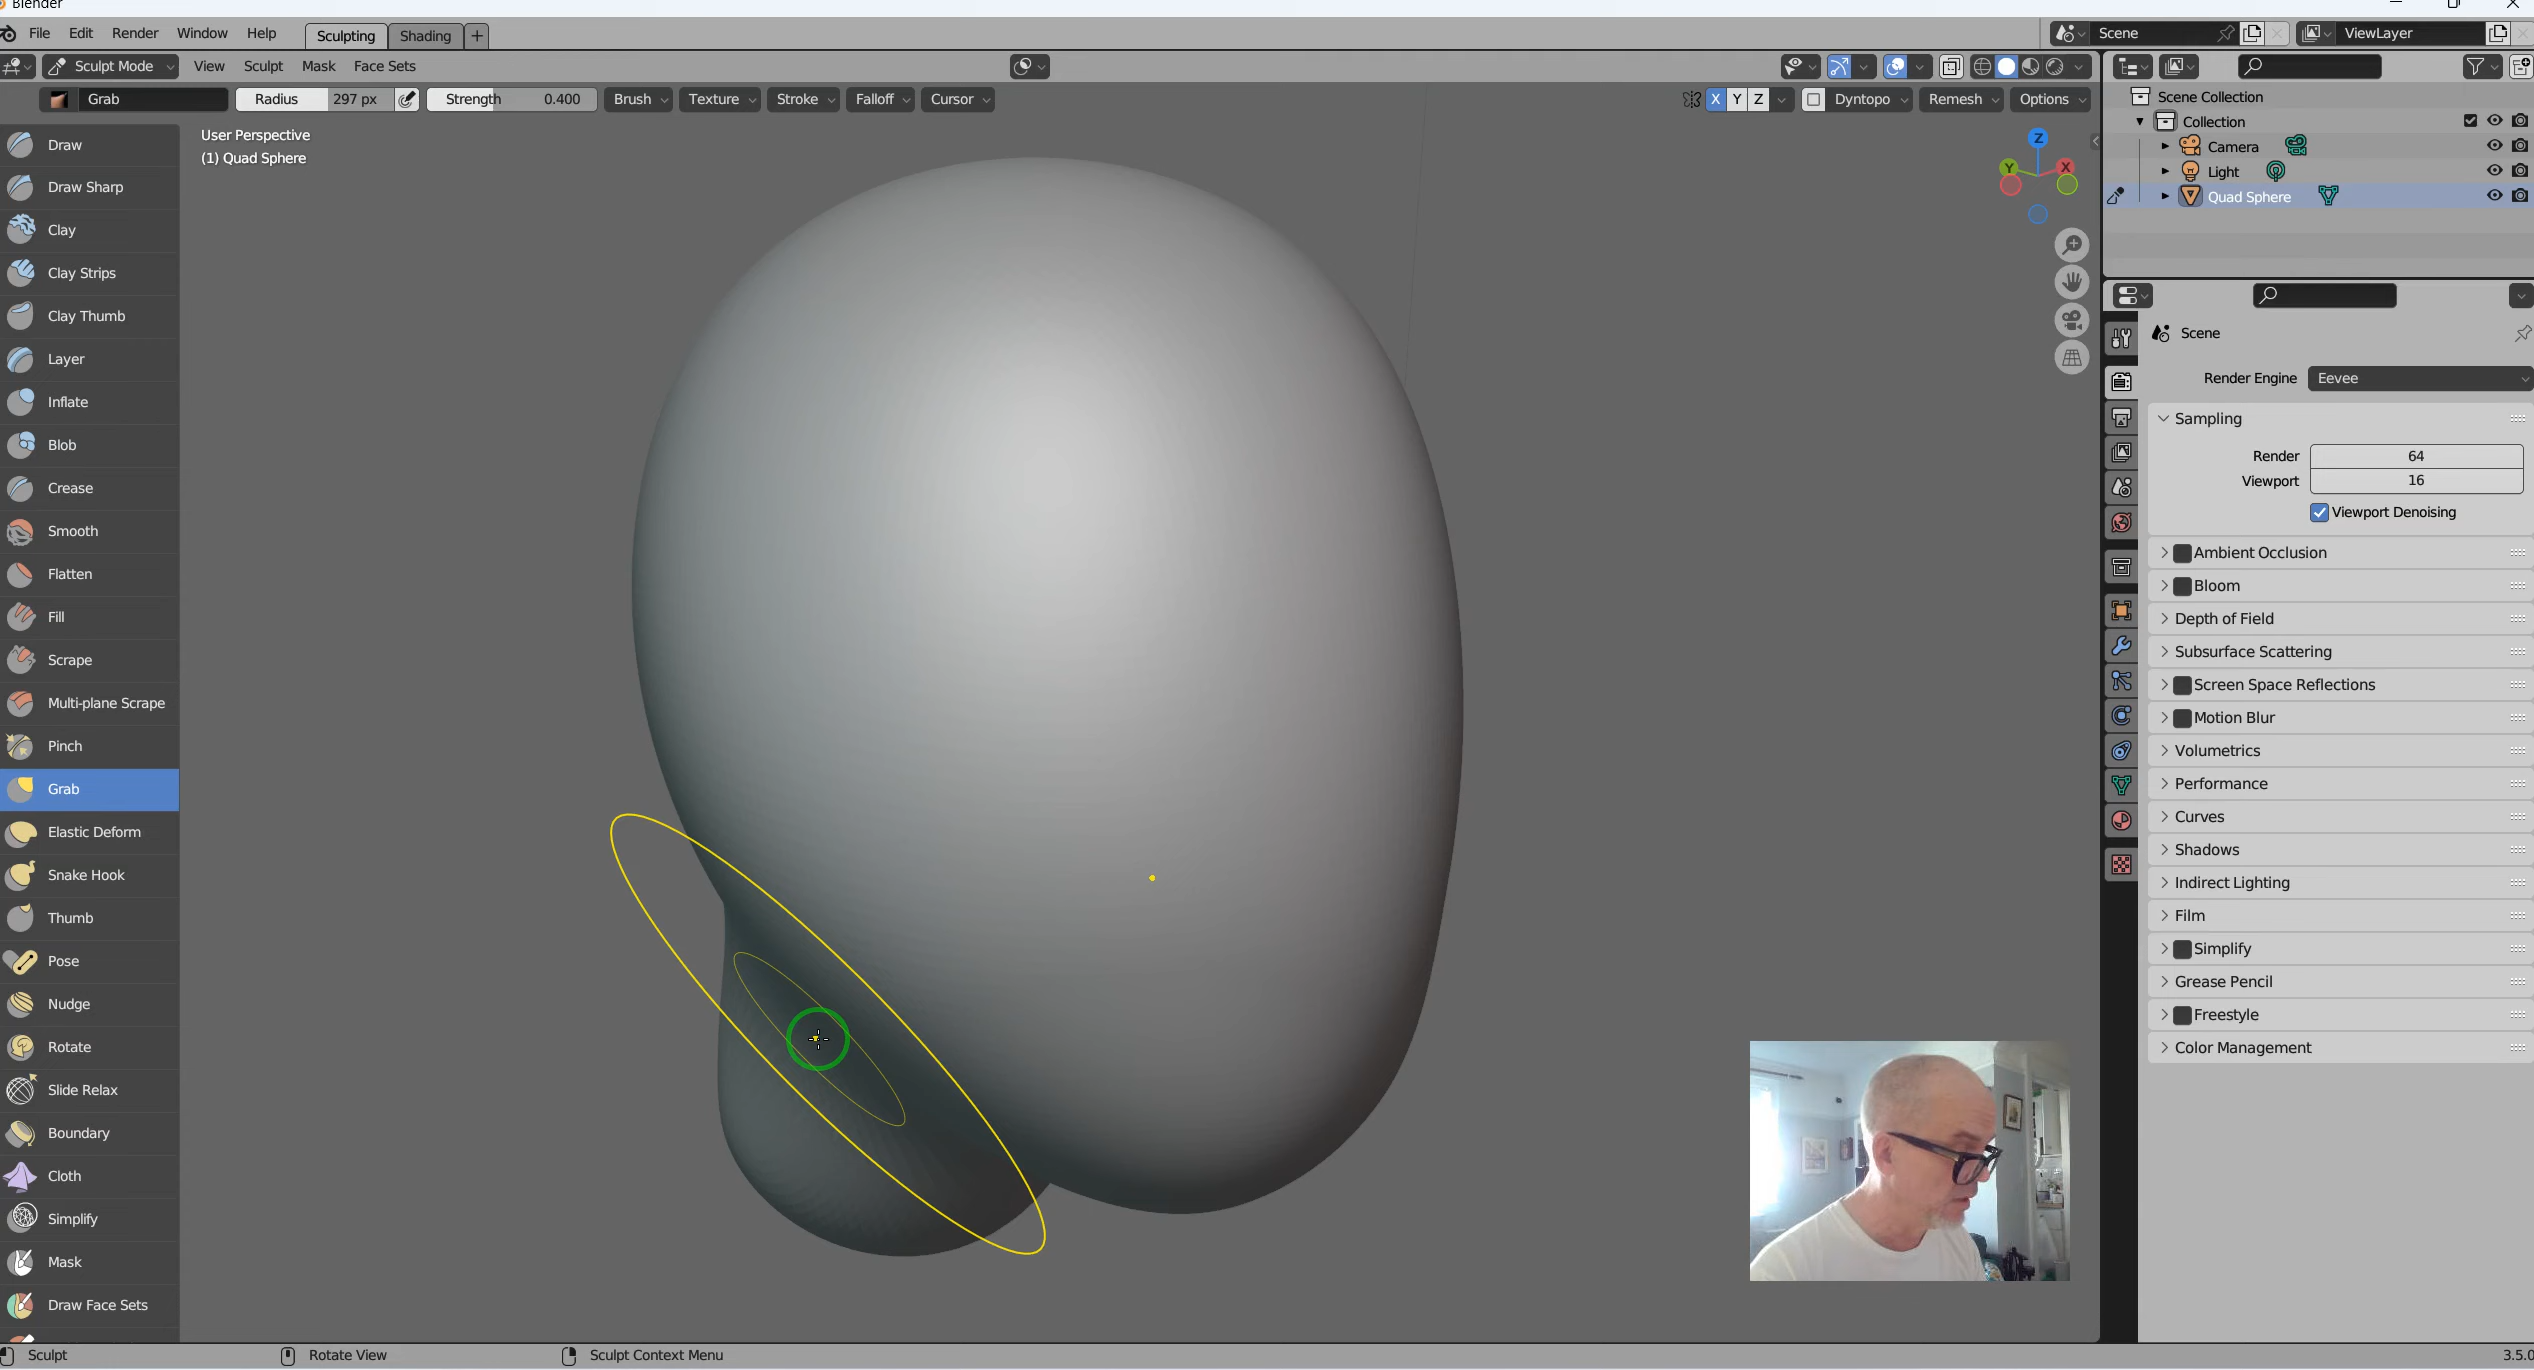 Blender
File Edit Render Window Help Sculpting Shading + Scene ViewLayer
Sculpt Mode View Sculpt Mask Face Sets
Grab Radius 297 px Strength 0.400 Brush Texture Stroke Falloff Cursor X Y Z Dyntopo Remesh Options
User Perspective
(1) Quad Sphere
Draw
Draw Sharp
Clay
Clay Strips
Clay Thumb
Layer
Inflate
Blob
Crease
Smooth
Flatten
Fill
Scrape
Multi-plane Scrape
Pinch
Grab
Elastic Deform
Snake Hook
Thumb
Pose
Nudge
Rotate
Slide Relax
Boundary
Cloth
Simplify
Mask
Draw Face Sets
Z
Y X
Scene Collection
Collection
Camera
Light
Quad Sphere
Scene
Render Engine Eevee
Sampling
Render 64
Viewport 16
Viewport Denoising
Ambient Occlusion
Bloom
Depth of Field
Subsurface Scattering
Screen Space Reflections
Motion Blur
Volumetrics
Performance
Curves
Shadows
Indirect Lighting
Film
Simplify
Grease Pencil
Freestyle
Color Management
Sculpt Rotate View Sculpt Context Menu 3.5.0